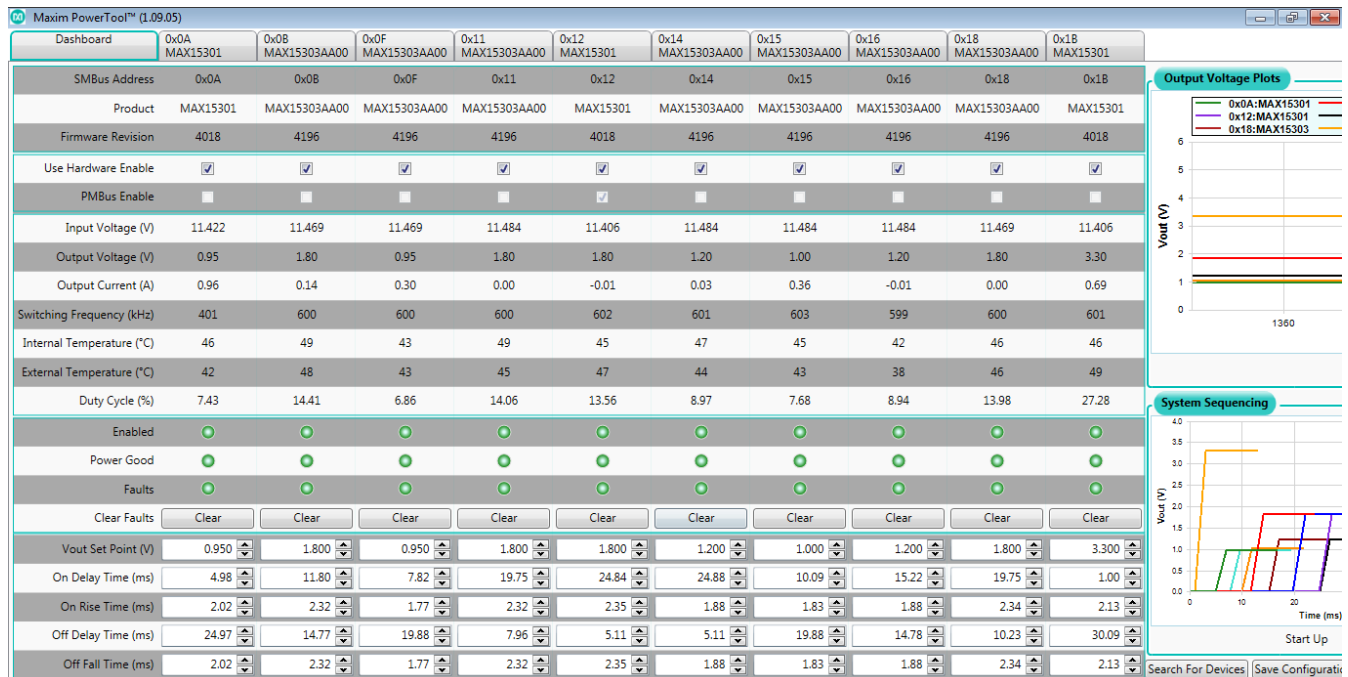 Maxim PowerTool™ (1.09.05)
Dashboard 0x0A 0x0B 0x0F 0x11 0x12 0x14 0x15 0x16 0x18 0x1B
MAX15301 MAX15303AA00 MAX15303AA00 MAX15303AA00 MAX15301 MAX15303AA00 MAX15303AA00 MAX15303AA00 MAX15303AA00 MAX15301
SMBus Address 0x0A 0x0B 0x0F 0x11 0x12 0x14 0x15 0x16 0x18 0x1B
Product MAX15301 MAX15303AA00 MAX15303AA00 MAX15303AA00 MAX15301 MAX15303AA00 MAX15303AA00 MAX15303AA00 MAX15303AA00 MAX15301
Firmware Revision 4018 4196 4196 4196 4018 4196 4196 4196 4196 4018
Use Hardware Enable
PMBus Enable
Input Voltage (V) 11.422 11.469 11.469 11.484 11.406 11.484 11.484 11.484 11.469 11.406
Output Voltage (V) 0.95 1.80 0.95 1.80 1.80 1.20 1.00 1.20 1.80 3.30
Output Current (A) 0.96 0.14 0.30 0.00 -0.01 0.03 0.36 -0.01 0.00 0.69
Switching Frequency (kHz) 401 600 600 600 602 601 603 599 600 601
Internal Temperature (°C) 46 49 43 49 45 47 45 42 46 46
External Temperature (°C) 42 48 43 45 47 44 43 38 46 49
Duty Cycle (%) 7.43 14.41 6.86 14.06 13.56 8.97 7.68 8.94 13.98 27.28
Enabled
Power Good
Faults
Clear Faults Clear Clear Clear Clear Clear Clear Clear Clear Clear Clear
Vout Set Point (V) 0.950 1.800 0.950 1.800 1.800 1.200 1.000 1.200 1.800 3.300
On Delay Time (ms) 4.98 11.80 7.82 19.75 24.84 24.88 10.09 15.22 19.75 1.00
On Rise Time (ms) 2.02 2.32 1.77 2.32 2.35 1.88 1.83 1.88 2.34 2.13
Off Delay Time (ms) 24.97 14.77 19.88 7.96 5.11 5.11 19.88 14.78 10.23 30.09
Off Fall Time (ms) 2.02 2.32 1.77 2.32 2.35 1.88 1.83 1.88 2.34 2.13
Output Voltage Plots
0x0A:MAX15301
0x12:MAX15301
0x18:MAX15303
6
5
4
3
2
1
0
Vout (V)
1360
System Sequencing
4.0
3.5
3.0
2.5
2.0
1.5
1.0
0.5
0.0
Vout (V)
0 10 20
Time (ms)
Start Up
Search For Devices Save Configuratio